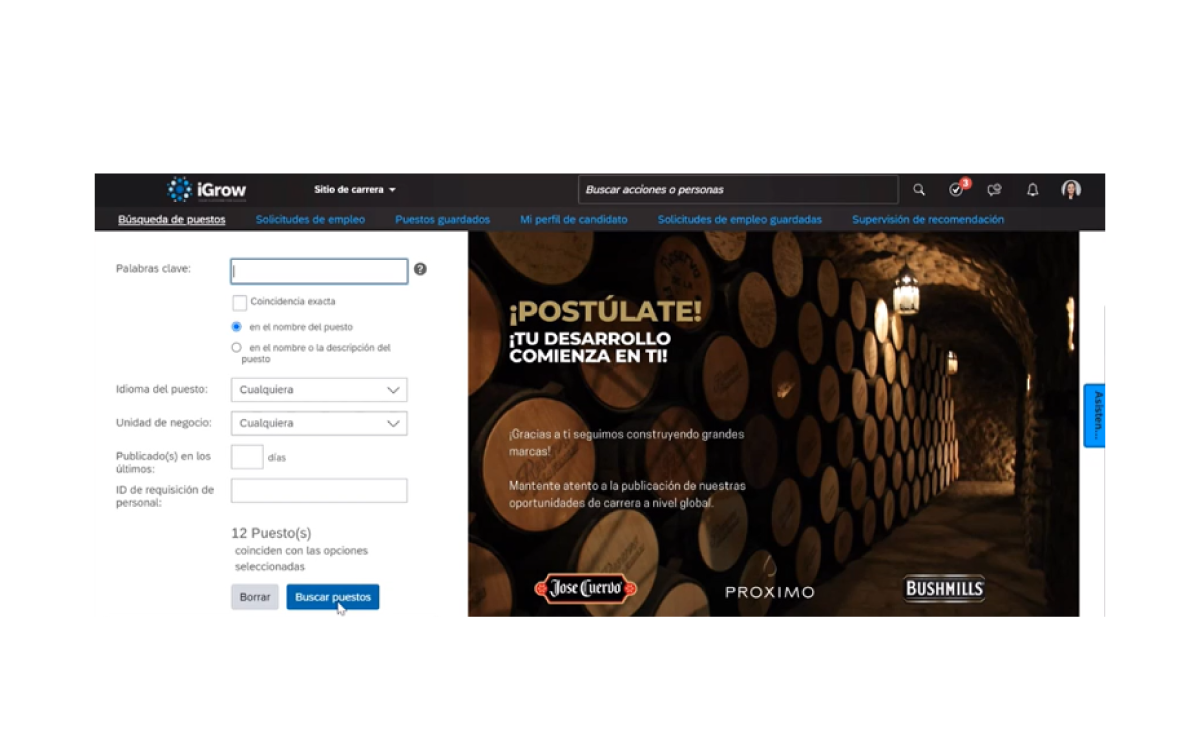 iGrow
Sitio de carrera
Buscar acciones o personas
3
Búsqueda de puestos
Solicitudes de empleo
Puestos guardados
Mi perfil de candidato
Solicitudes de empleo guardadas
Supervisión de recomendación
Palabras clave:
?
Coincidencia exacta
en el nombre del puesto
en el nombre o la descripción del
puesto
Idioma del puesto:
Cualquiera
Unidad de negocio:
Cualquiera
Publicado(s) en los
últimos:
días
ID de requisición de
personal:
12 Puesto(s)
coinciden con las opciones
seleccionadas
Borrar
Buscar puestos
¡POSTÚLATE!
¡TU DESARROLLO
COMIENZA EN TI!
¡Gracias a ti seguimos construyendo grandes
marcas!
Mantente atento a la publicación de nuestras
oportunidades de carrera a nivel global.
Jose Cuervo
PROXIMO
BUSHMILLS
Asisten...